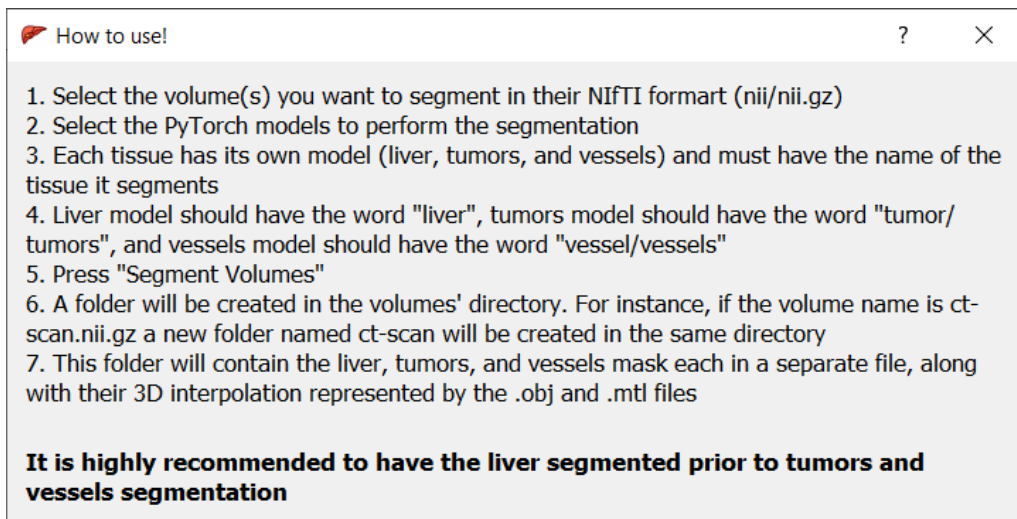 How to use!
?
1. Select the volume(s) you want to segment in their NIfTI formart (nii/nii.gz)
2. Select the PyTorch models to perform the segmentation
3. Each tissue has its own model (liver, tumors, and vessels) and must have the name of the
tissue it segments
4. Liver model should have the word "liver", tumors model should have the word "tumor/
tumors", and vessels model should have the word "vessel/vessels"
5. Press "Segment Volumes"
6. A folder will be created in the volumes' directory. For instance, if the volume name is ct-
scan.nii.gz a new folder named ct-scan will be created in the same directory
7. This folder will contain the liver, tumors, and vessels mask each in a separate file, along
with their 3D interpolation represented by the .obj and .mtl files
It is highly recommended to have the liver segmented prior to tumors and
vessels segmentation